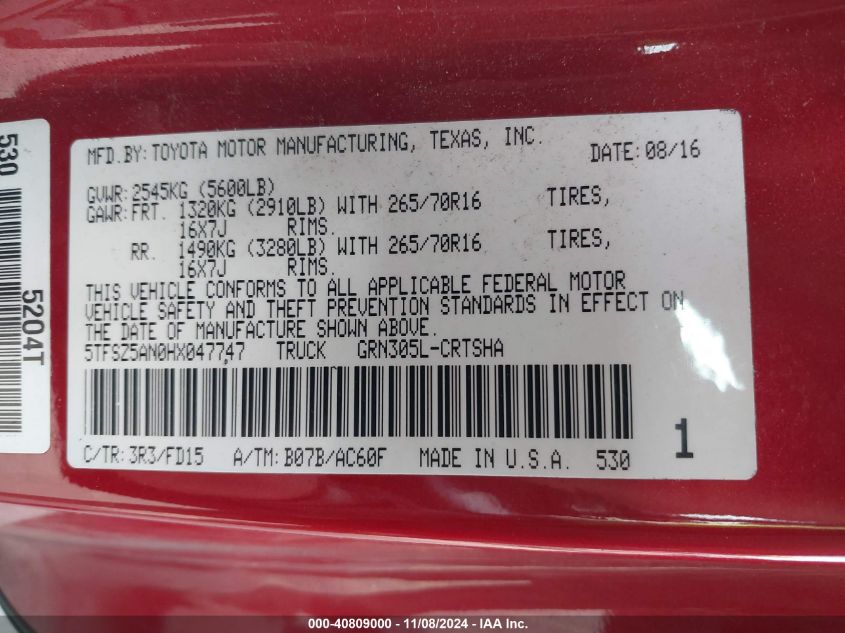 530
5204T
MFD.BY: TOYOTA MOTOR MANUFACTURING, TEXAS, INC.
DATE: 08/16
GVWR: 2545KG (5600LB)
GAWR: FRT. 1320KG (2910LB) WITH 265/70R16 TIRES,
16X7J RIMS.
RR. 1490KG (3280LB) WITH 265/70R16 TIRES,
16X7J RIMS.
THIS VEHICLE CONFORMS TO ALL APPLICABLE FEDERAL MOTOR
VEHICLE SAFETY AND THEFT PREVENTION STANDARDS IN EFFECT ON
THE DATE OF MANUFACTURE SHOWN ABOVE.
5TFSZ5AN0HX047747 TRUCK GRN305L-CRTSHA
C/TR: 3R3/FD15 A/TM: B07B/AC60F MADE IN U.S.A. 530
1
000-40809000 - 11/08/2024 - IAA Inc.